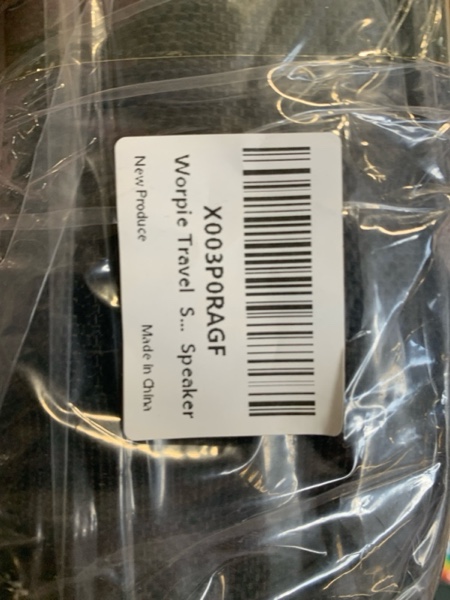 X003P0RAGF
Worpie Travel S... Speaker
New Produce
Made In China